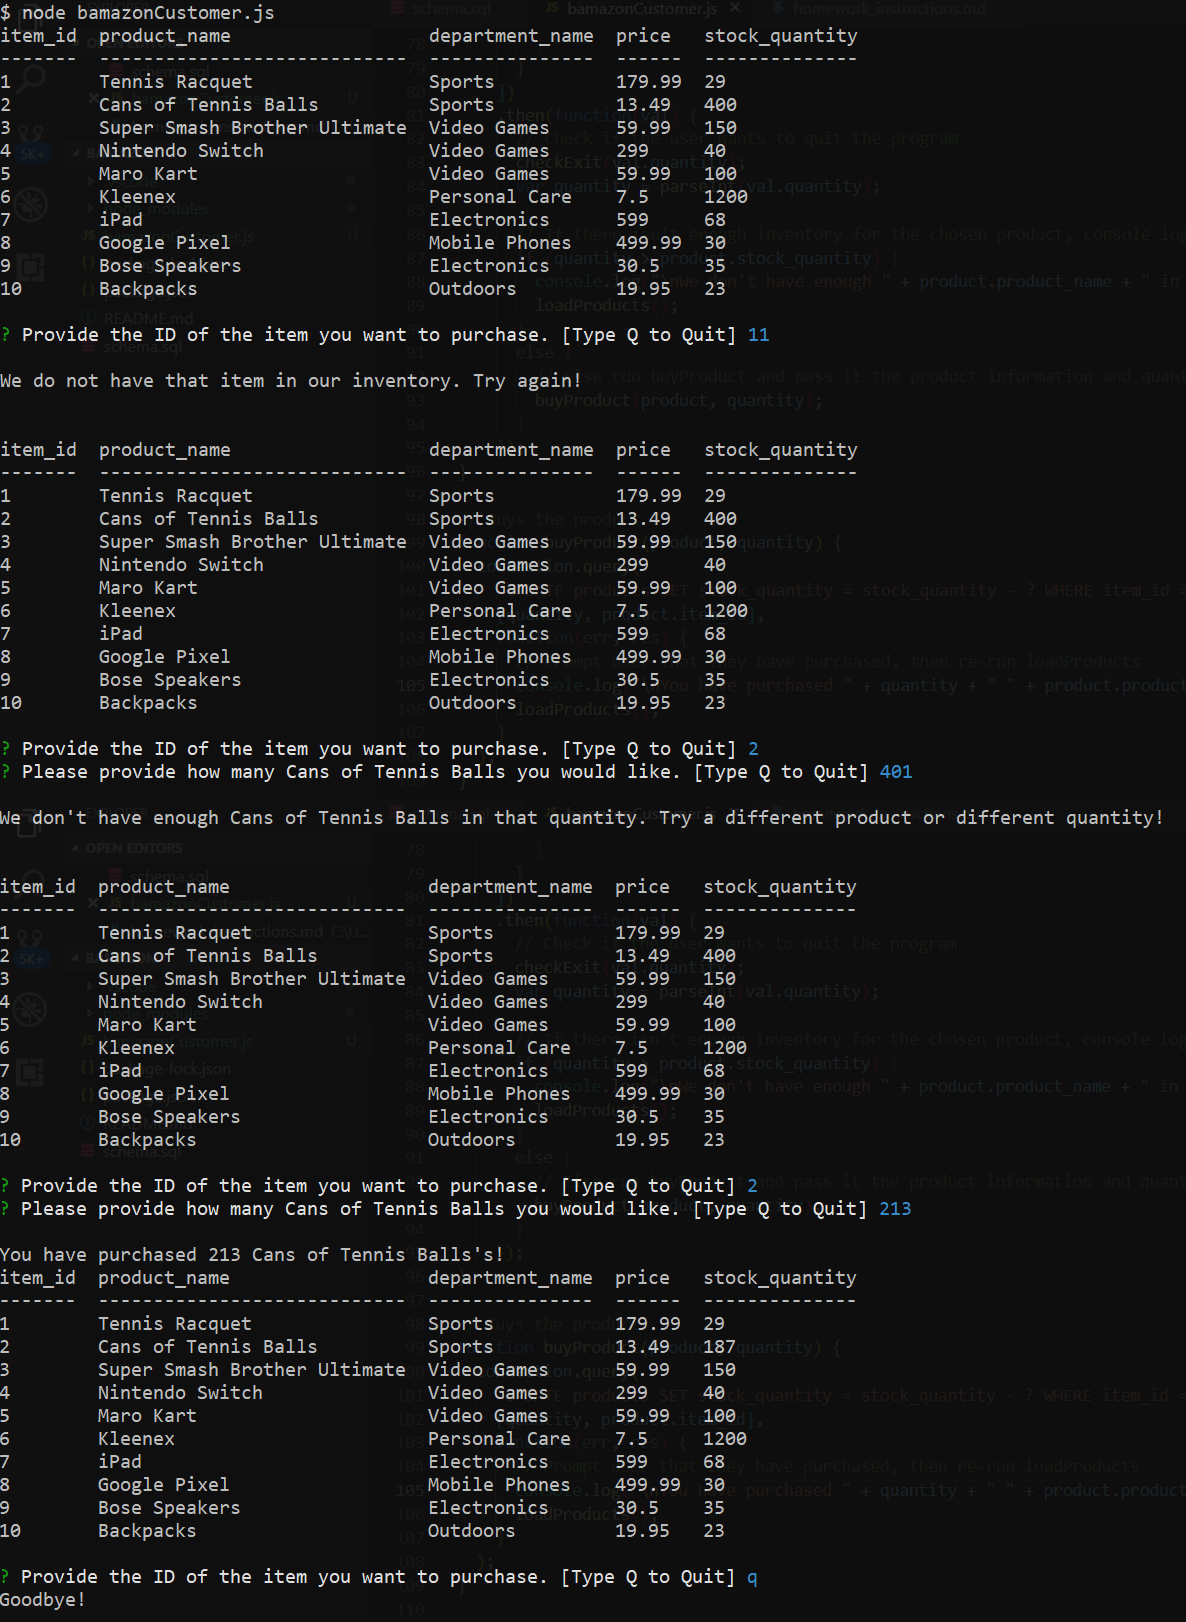 $ node bamazonCustomer.js
item_id  product_name                  department_name  price   stock_quantity
-------  ----------------------------  ---------------  ------  --------------
1        Tennis Racquet                Sports           179.99  29
2        Cans of Tennis Balls          Sports           13.49   400
3        Super Smash Brother Ultimate  Video Games      59.99   150
4        Nintendo Switch               Video Games      299     40
5        Maro Kart                     Video Games      59.99   100
6        Kleenex                       Personal Care    7.5     1200
7        iPad                          Electronics      599     68
8        Google Pixel                  Mobile Phones    499.99  30
9        Bose Speakers                 Electronics      30.5    35
10       Backpacks                     Outdoors         19.95   23
? Provide the ID of the item you want to purchase. [Type Q to Quit] 11
We do not have that item in our inventory. Try again!
item_id  product_name                  department_name  price   stock_quantity
-------  ----------------------------  ---------------  ------  --------------
1        Tennis Racquet                Sports           179.99  29
2        Cans of Tennis Balls          Sports           13.49   400
3        Super Smash Brother Ultimate  Video Games      59.99   150
4        Nintendo Switch               Video Games      299     40
5        Maro Kart                     Video Games      59.99   100
6        Kleenex                       Personal Care    7.5     1200
7        iPad                          Electronics      599     68
8        Google Pixel                  Mobile Phones    499.99  30
9        Bose Speakers                 Electronics      30.5    35
10       Backpacks                     Outdoors         19.95   23
? Provide the ID of the item you want to purchase. [Type Q to Quit] 2
? Please provide how many Cans of Tennis Balls you would like. [Type Q to Quit] 401
We don't have enough Cans of Tennis Balls in that quantity. Try a different product or different quantity!
item_id  product_name                  department_name  price   stock_quantity
-------  ----------------------------  ---------------  ------  --------------
1        Tennis Racquet                Sports           179.99  29
2        Cans of Tennis Balls          Sports           13.49   400
3        Super Smash Brother Ultimate  Video Games      59.99   150
4        Nintendo Switch               Video Games      299     40
5        Maro Kart                     Video Games      59.99   100
6        Kleenex                       Personal Care    7.5     1200
7        iPad                          Electronics      599     68
8        Google Pixel                  Mobile Phones    499.99  30
9        Bose Speakers                 Electronics      30.5    35
10       Backpacks                     Outdoors         19.95   23
? Provide the ID of the item you want to purchase. [Type Q to Quit] 2
? Please provide how many Cans of Tennis Balls you would like. [Type Q to Quit] 213
You have purchased 213 Cans of Tennis Balls's!
item_id  product_name                  department_name  price   stock_quantity
-------  ----------------------------  ---------------  ------  --------------
1        Tennis Racquet                Sports           179.99  29
2        Cans of Tennis Balls          Sports           13.49   187
3        Super Smash Brother Ultimate  Video Games      59.99   150
4        Nintendo Switch               Video Games      299     40
5        Maro Kart                     Video Games      59.99   100
6        Kleenex                       Personal Care    7.5     1200
7        iPad                          Electronics      599     68
8        Google Pixel                  Mobile Phones    499.99  30
9        Bose Speakers                 Electronics      30.5    35
10       Backpacks                     Outdoors         19.95   23
? Provide the ID of the item you want to purchase. [Type Q to Quit] q
Goodbye!